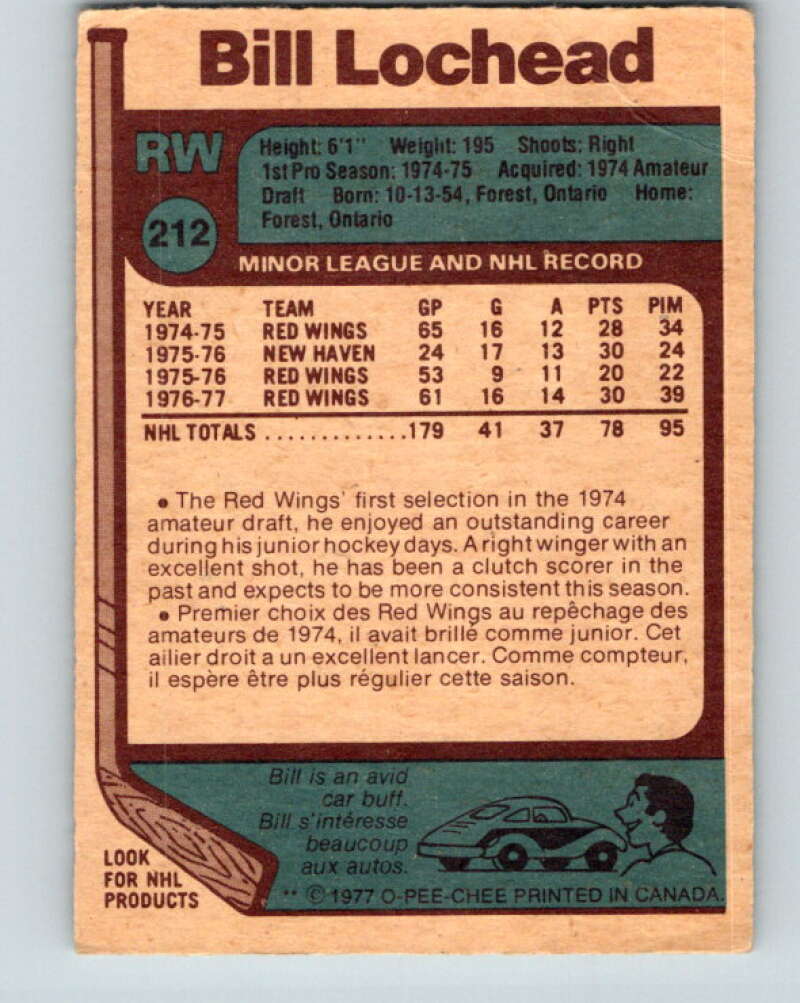 Bill Lochead
RW
Height: 6'1" Weight: 195 Shoots: Right
1st Pro Season: 1974-75 Acquired: 1974 Amateur
Draft Born: 10-13-54, Forest, Ontario Home:
Forest, Ontario
212
MINOR LEAGUE AND NHL RECORD
YEAR TEAM GP G A PTS PIM
1974-75 RED WINGS 65 16 12 28 34
1975-76 NEW HAVEN 24 17 13 30 24
1975-76 RED WINGS 53 9 11 20 22
1976-77 RED WINGS 61 16 14 30 39
NHL TOTALS .............179 41 37 78 95
• The Red Wings' first selection in the 1974
amateur draft, he enjoyed an outstanding career
during his junior hockey days. A right winger with an
excellent shot, he has been a clutch scorer in the
past and expects to be more consistent this season.
• Premier choix des Red Wings au repêchage des
amateurs de 1974, il avait brillé comme junior. Cet
ailier droit a un excellent lancer. Comme compteur,
il espère être plus régulier cette saison.
Bill is an avid
car buff.
Bill s'intéresse
beaucoup
aux autos.
LOOK
FOR NHL
PRODUCTS
** © 1977 O-PEE-CHEE PRINTED IN CANADA.